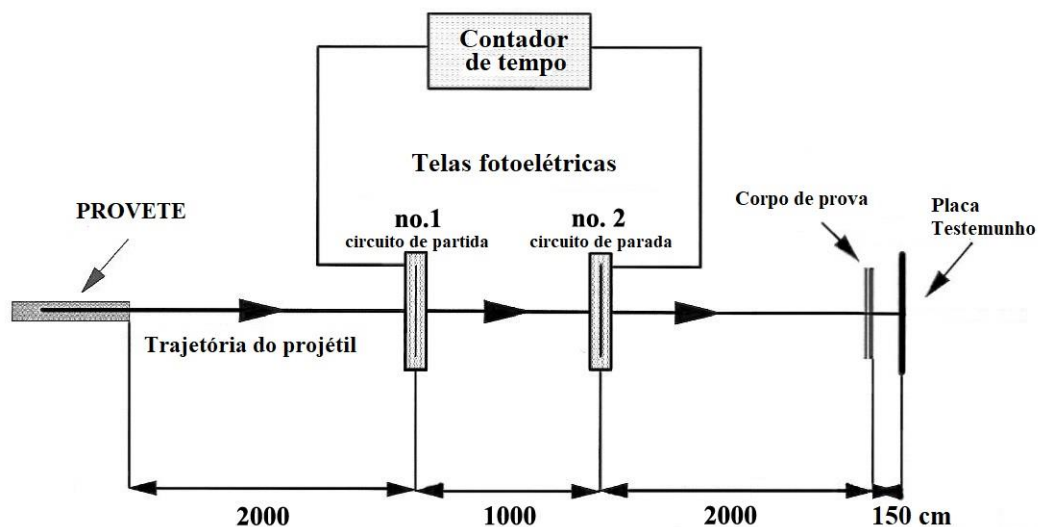 Contador
de tempo
Telas fotoelétricas
PROVETE
no.1
circuito de partida
no. 2
circuito de parada
Corpo de prova
Placa
Testemunho
Trajetória do projétil
2000
1000
2000
150 cm